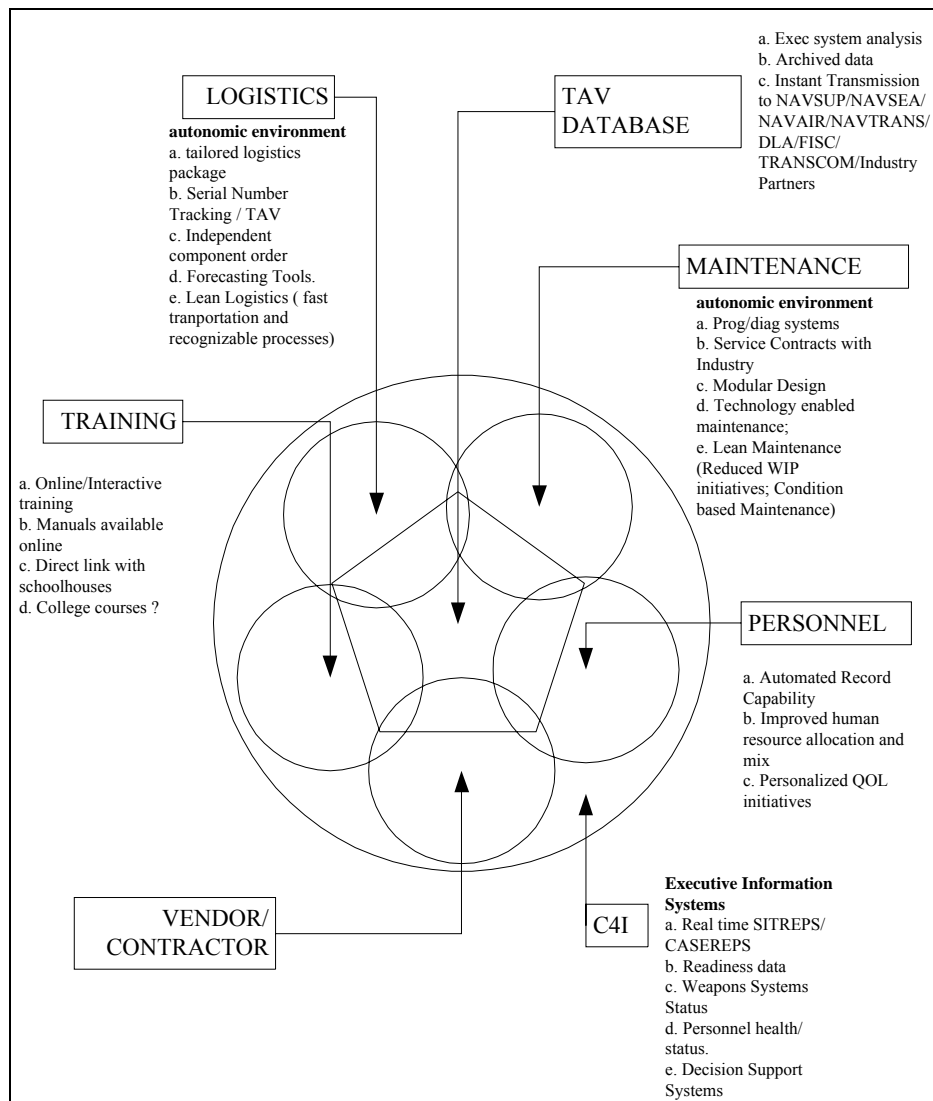 LOGISTICS
autonomic environment
a. tailored logistics
package
b. Serial Number
Tracking / TAV
c. Independent
component order
d. Forecasting Tools.
e. Lean Logistics ( fast
tranportation and
recognizable processes)
TAV
DATABASE
a. Exec system analysis
b. Archived data
c. Instant Transmission
to NAVSUP/NAVSEA/
NAVAIR/NAVTRANS/
DLA/FISC/
TRANSCOM/Industry
Partners
MAINTENANCE
autonomic environment
a. Prog/diag systems
b. Service Contracts with
Industry
c. Modular Design
d. Technology enabled
maintenance;
e. Lean Maintenance
(Reduced WIP
initiatives; Condition
based Maintenance)
TRAINING
a. Online/Interactive
training
b. Manuals available
online
c. Direct link with
schoolhouses
d. College courses ?
PERSONNEL
a. Automated Record
Capability
b. Improved human
resource allocation and
mix
c. Personalized QOL
initiatives
VENDOR/
CONTRACTOR
C4I
Executive Information
Systems
a. Real time SITREPS/
CASEREPS
b. Readiness data
c. Weapons Systems
Status
d. Personnel health/
status.
e. Decision Support
Systems